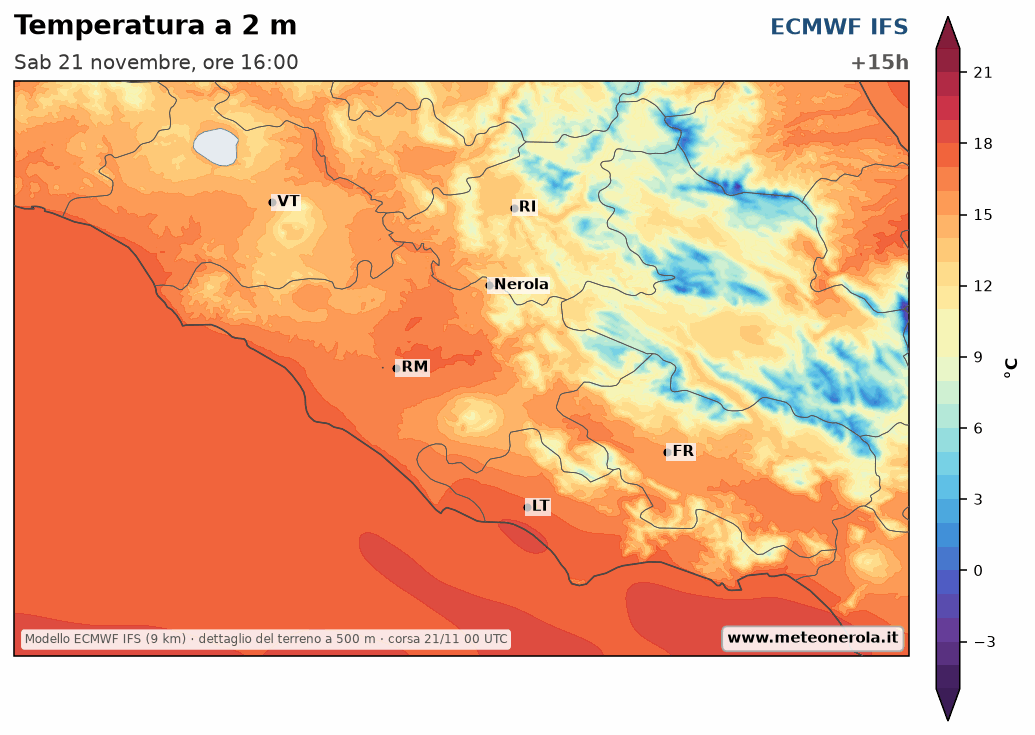 Temperatura a 2 m
ECMWF IFS
Sab 21 novembre, ore 16:00
+15h
VT
RI
Nerola
RM
FR
LT
Modello ECMWF IFS (9 km) · dettaglio del terreno a 500 m · corsa 21/11 00 UTC
www.meteonerola.it
21
18
15
12
9
6
3
0
−3
°C